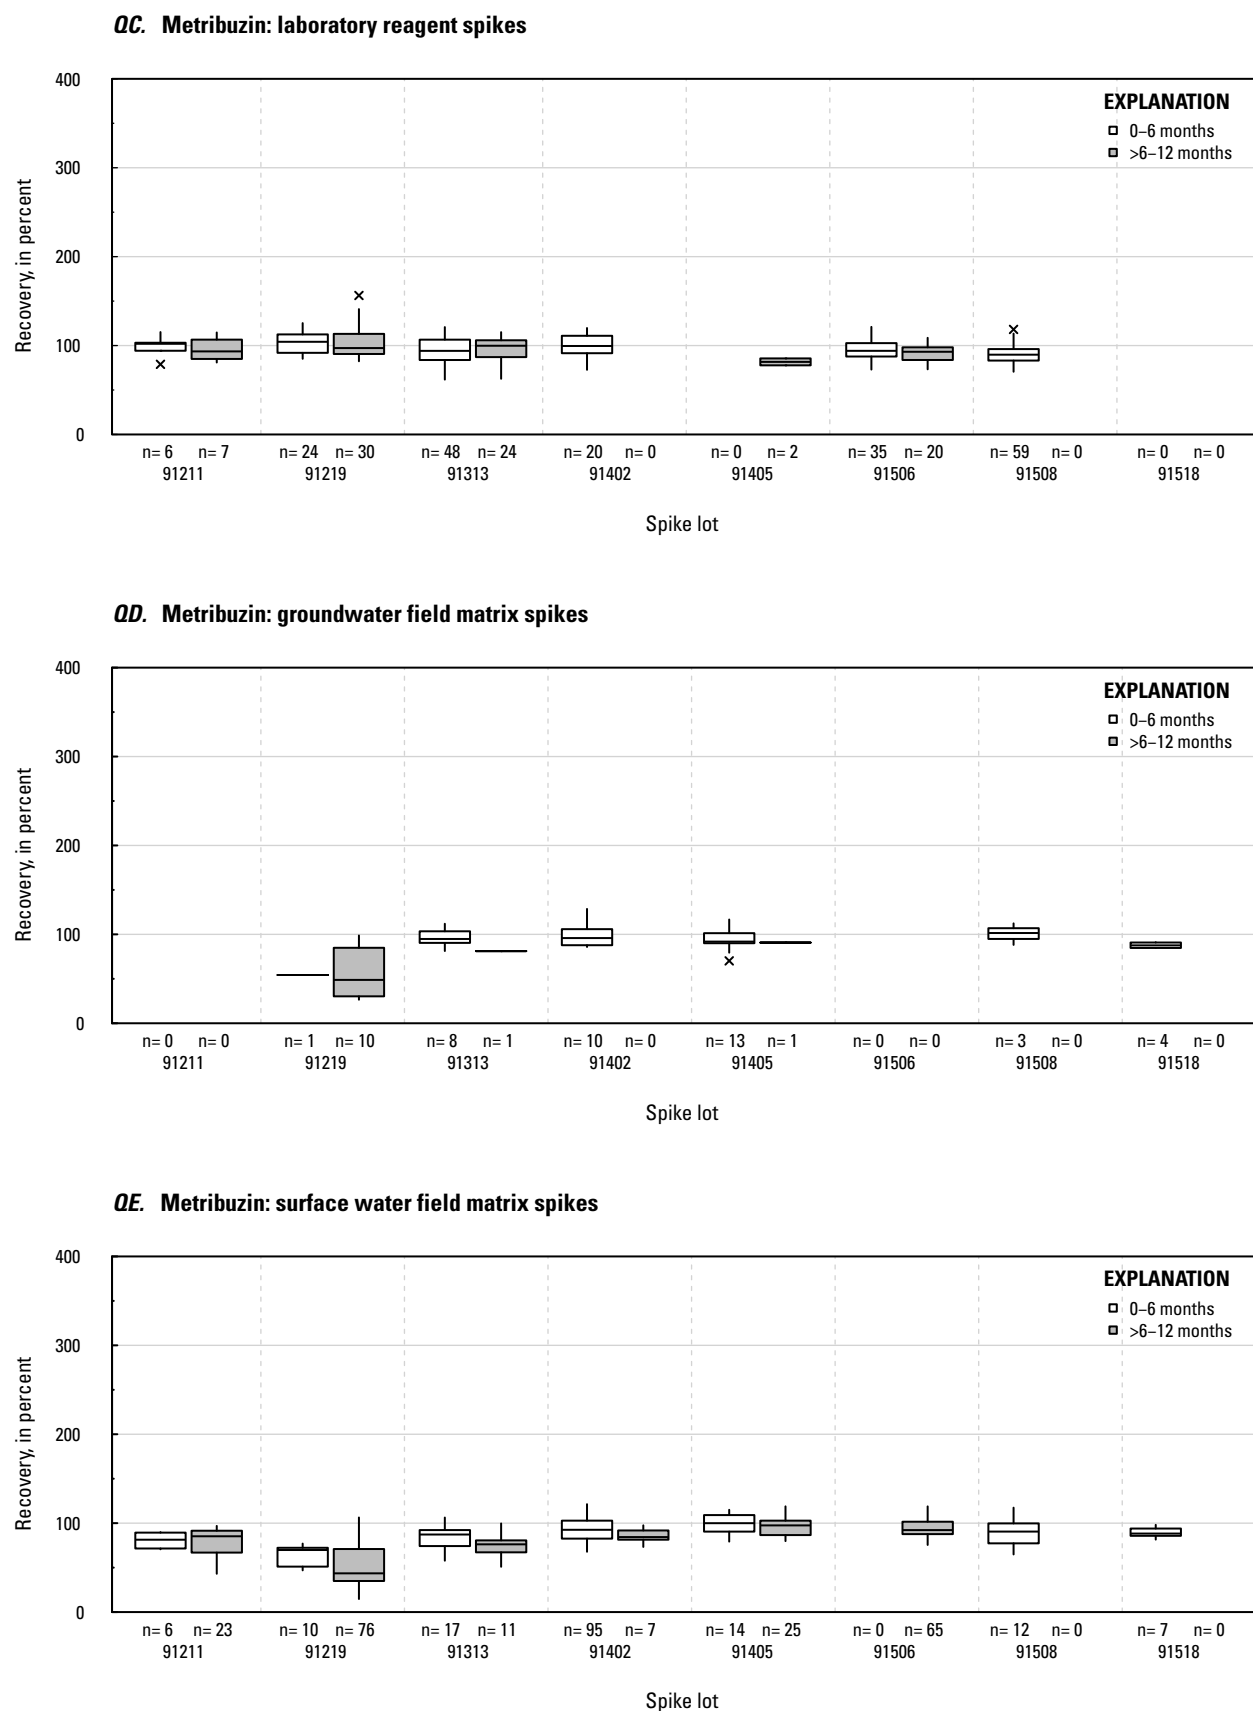 QC. Metribuzin: laboratory reagent spikes
400
300
200
100
0
Recovery, in percent
EXPLANATION
0–6 months
>6–12 months
n= 6 n= 7 n= 24 n= 30 n= 48 n= 24 n= 20 n= 0 n= 0 n= 2 n= 35 n= 20 n= 59 n= 0 n= 0 n= 0
91211 91219 91313 91402 91405 91506 91508 91518
Spike lot
QD. Metribuzin: groundwater field matrix spikes
400
300
200
100
0
Recovery, in percent
EXPLANATION
0–6 months
>6–12 months
n= 0 n= 0 n= 1 n= 10 n= 8 n= 1 n= 10 n= 0 n= 13 n= 1 n= 0 n= 0 n= 3 n= 0 n= 4 n= 0
91211 91219 91313 91402 91405 91506 91508 91518
Spike lot
QE. Metribuzin: surface water field matrix spikes
400
300
200
100
0
Recovery, in percent
EXPLANATION
0–6 months
>6–12 months
n= 6 n= 23 n= 10 n= 76 n= 17 n= 11 n= 95 n= 7 n= 14 n= 25 n= 0 n= 65 n= 12 n= 0 n= 7 n= 0
91211 91219 91313 91402 91405 91506 91508 91518
Spike lot